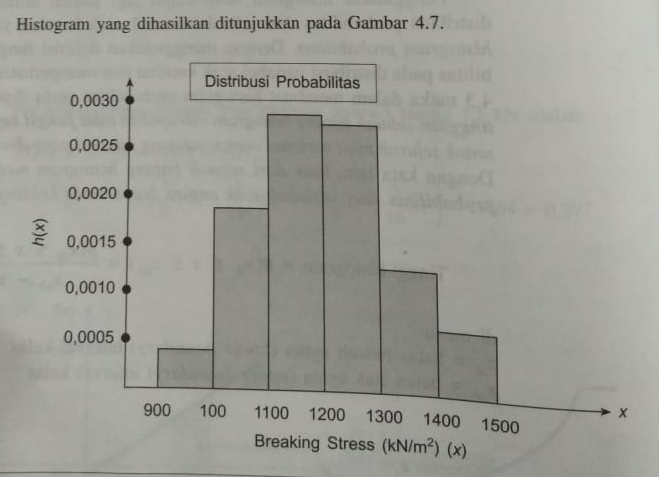 Histogram yang dihasilkan ditunjukkan pada Gambar 4.7.
Distribusi Probabilitas
0,0030
0,0025
0,0020
0,0015
0,0010
0,0005
h(x)
900 100 1100 1200 1300 1400 1500
x
Breaking Stress (kN/m²) (x)